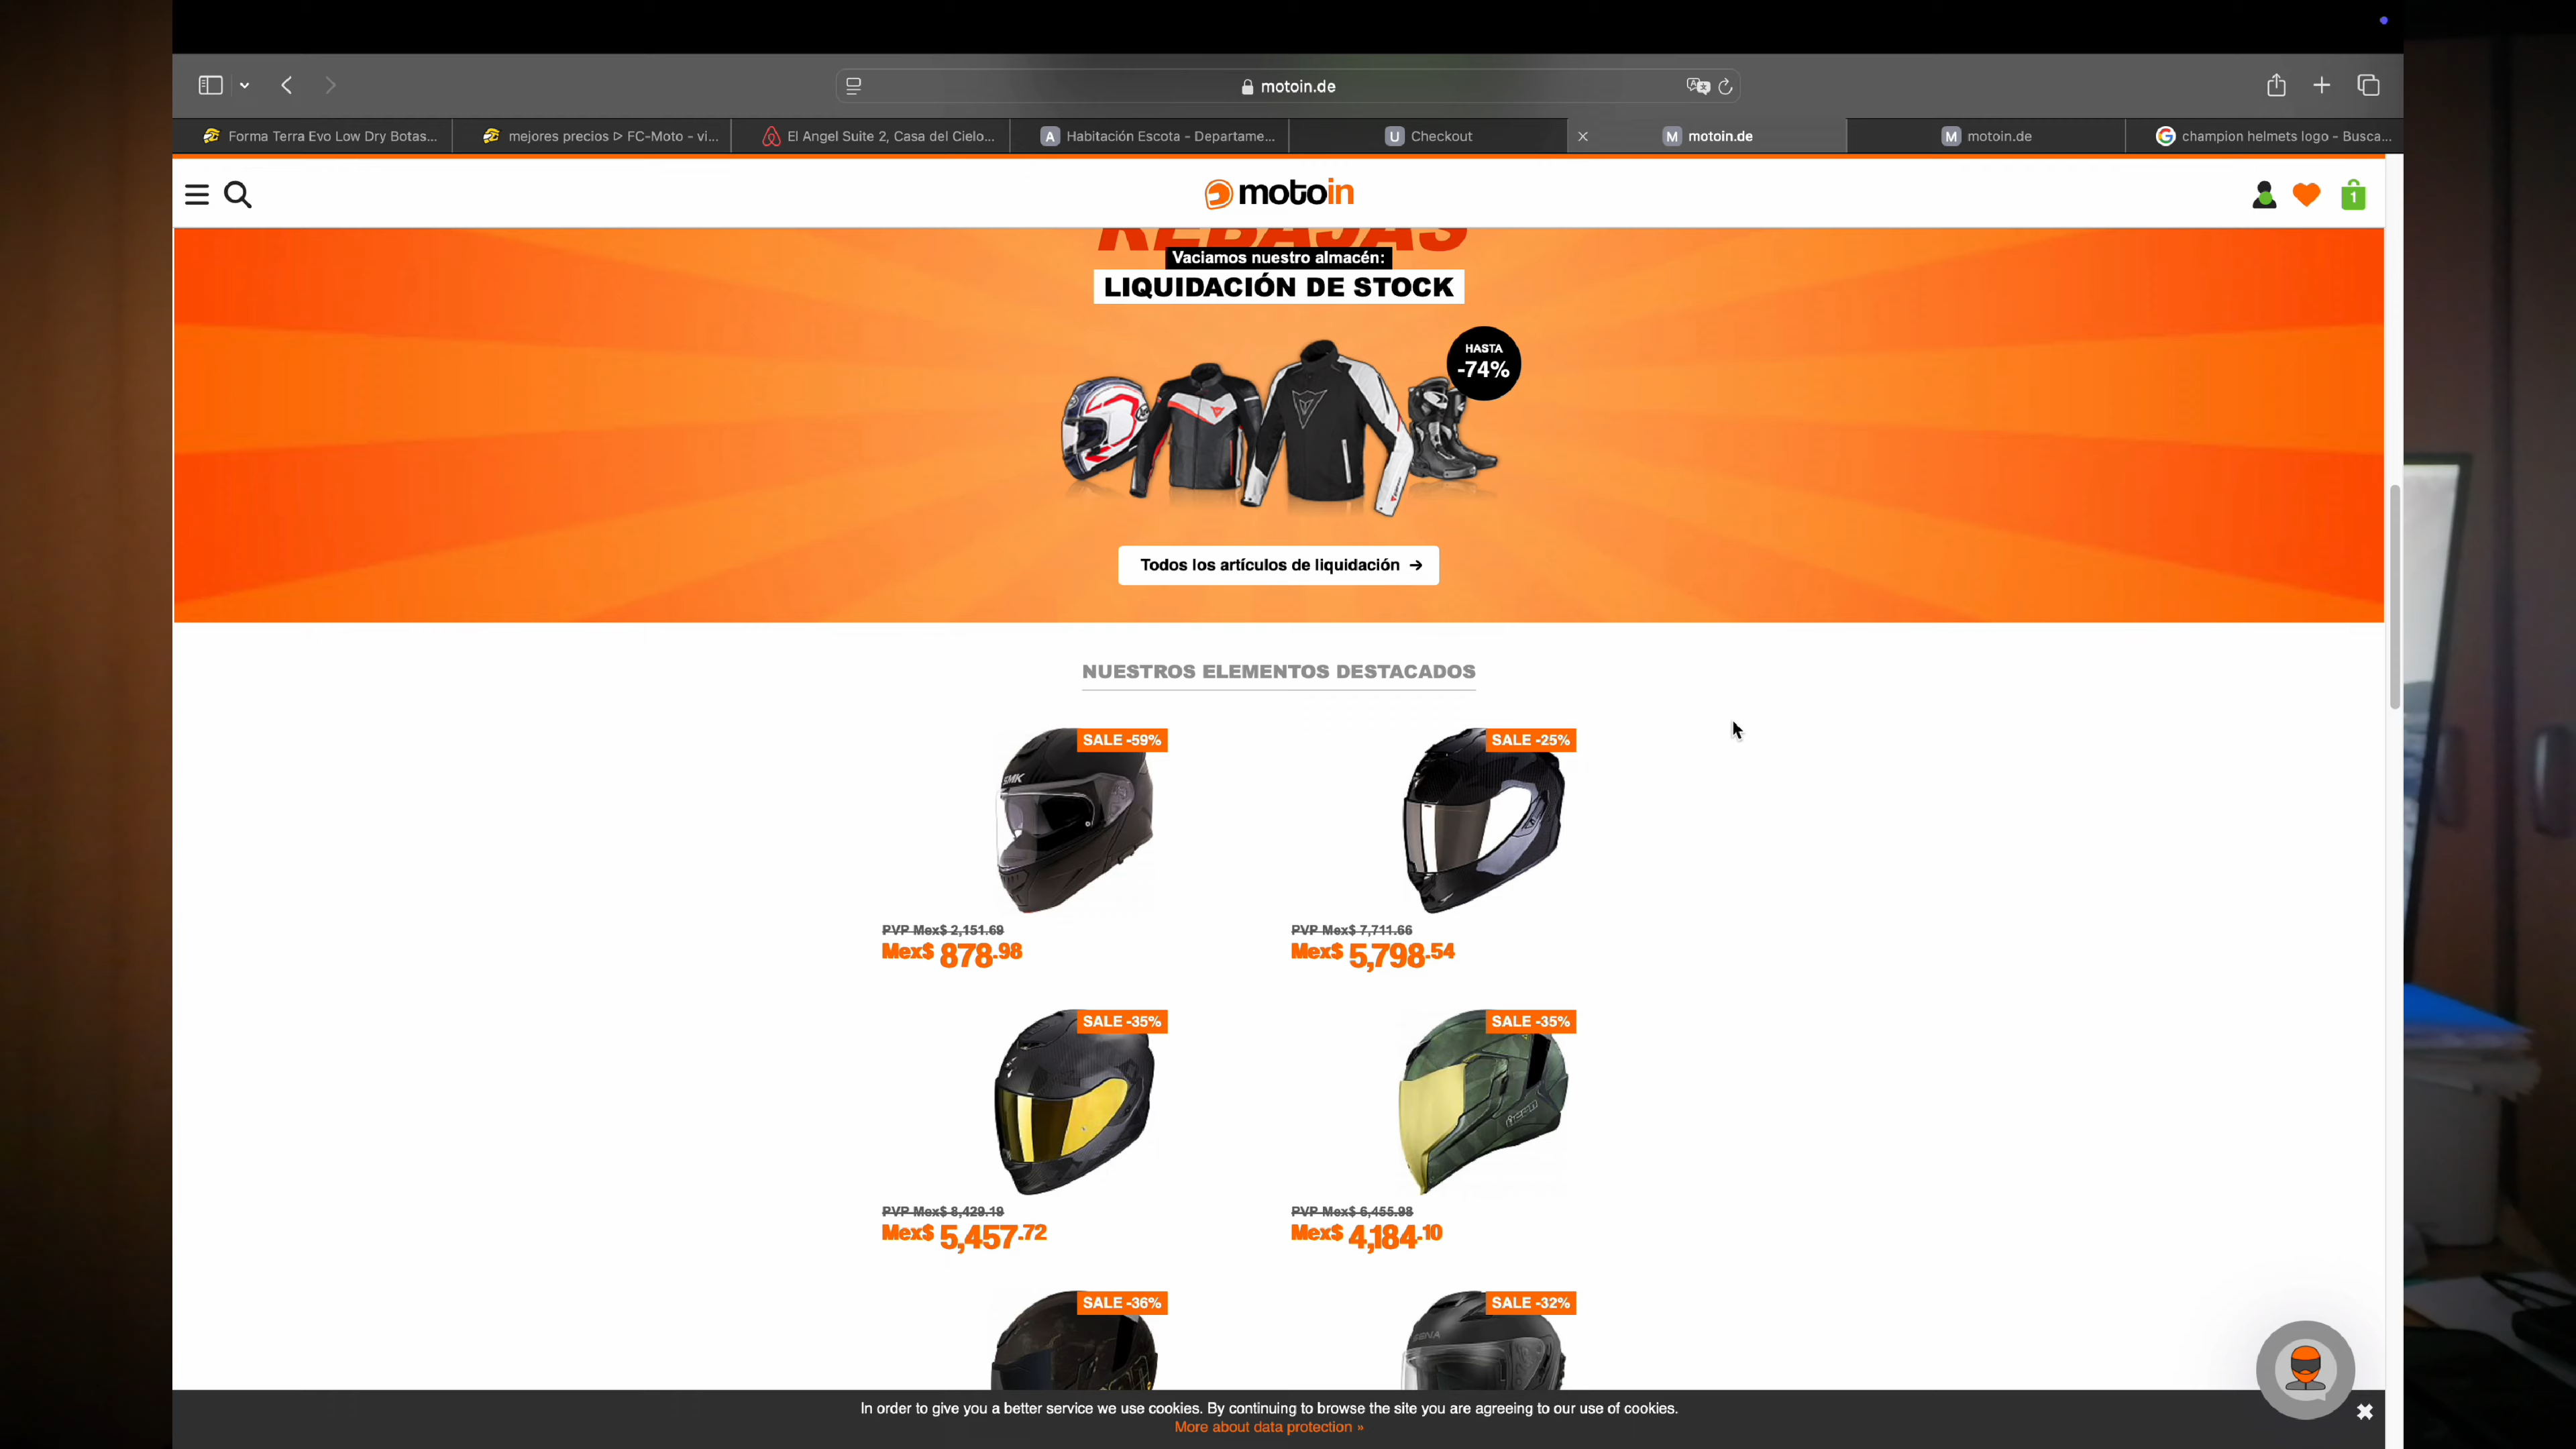 motoin.de
Forma Terra Evo Low Dry Botas...
mejores precios ᐅ FC-Moto - vi...
El Angel Suite 2, Casa del Cielo...
A Habitación Escota - Departame...
U Checkout
M motoin.de
M motoin.de
champion helmets logo - Busca...
motoin
1
REBAJAS
Vaciamos nuestro almacén:
LIQUIDACIÓN DE STOCK
HASTA
-74%
Todos los artículos de liquidación →
NUESTROS ELEMENTOS DESTACADOS
SALE -59%
SMK
PVP Mex$ 2,151.69
Mex$ 878.98
SALE -25%
PVP Mex$ 7,711.66
Mex$ 5,798.54
SALE -35%
PVP Mex$ 8,429.19
Mex$ 5,457.72
SALE -35%
icon
PVP Mex$ 6,455.98
Mex$ 4,184.10
SALE -36%
SALE -32%
SENA
In order to give you a better service we use cookies. By continuing to browse the site you are agreeing to our use of cookies.
More about data protection »